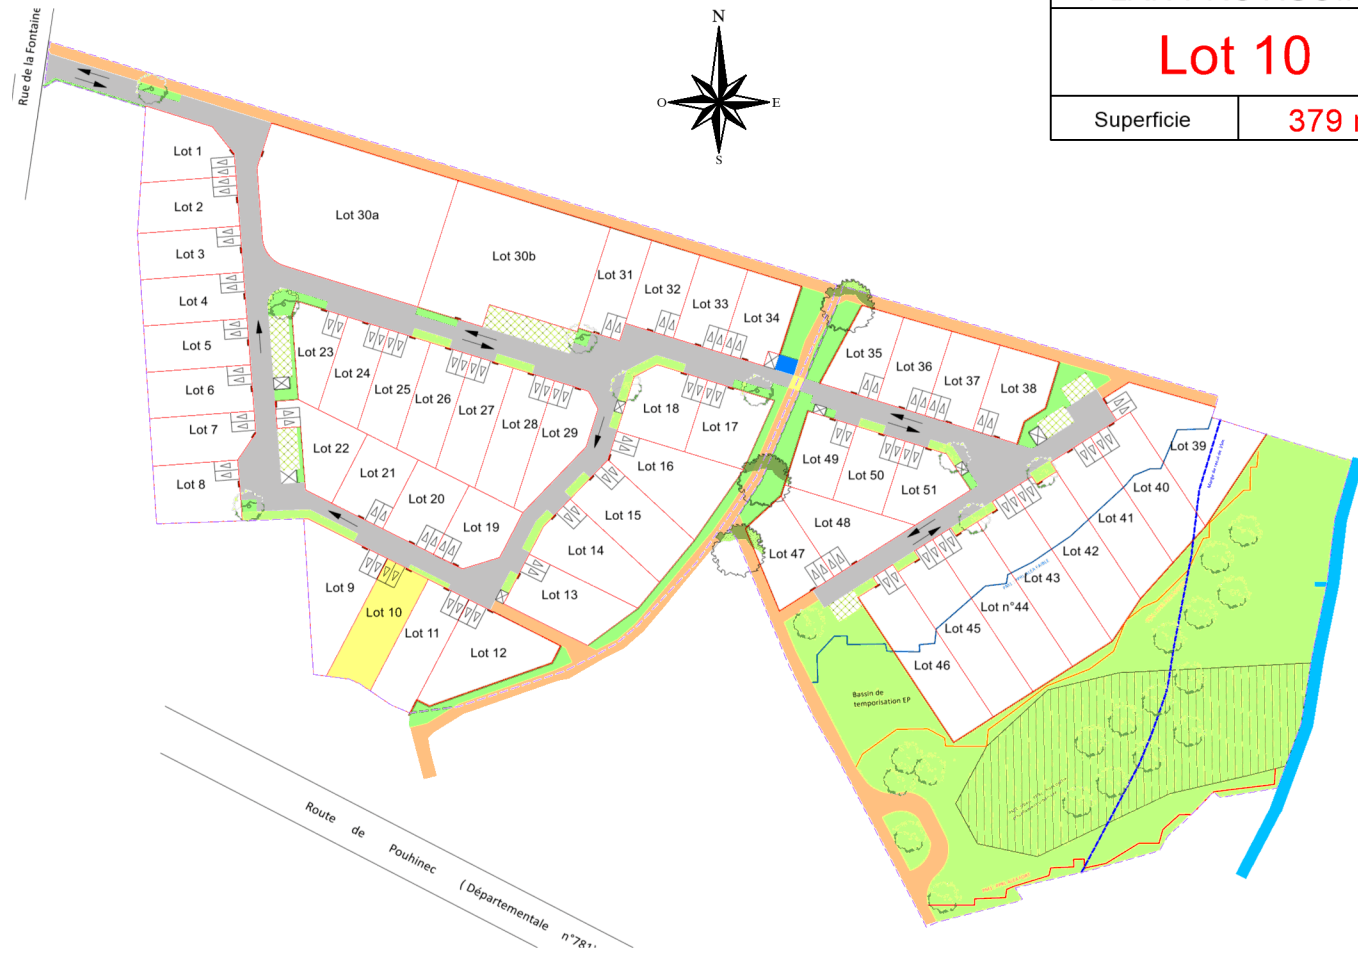 Lot 10
Superficie
379
Rue de la Fontaine
N
O
E
S
Lot 1
Lot 2
Lot 3
Lot 4
Lot 5
Lot 6
Lot 7
Lot 8
Lot 30a
Lot 30b
Lot 31
Lot 32
Lot 33
Lot 34
Lot 35
Lot 36
Lot 37
Lot 38
Lot 39
Lot 40
Lot 41
Lot 42
Lot 43
Lot n°44
Lot 45
Lot 46
Lot 23
Lot 24
Lot 25
Lot 26
Lot 27
Lot 28
Lot 29
Lot 18
Lot 17
Lot 16
Lot 15
Lot 14
Lot 13
Lot 22
Lot 21
Lot 20
Lot 19
Lot 49
Lot 50
Lot 51
Lot 48
Lot 47
Lot 9
Lot 10
Lot 11
Lot 12
Bassin de
temporisation EP
Route de Pouhinec (Départementale n°781)